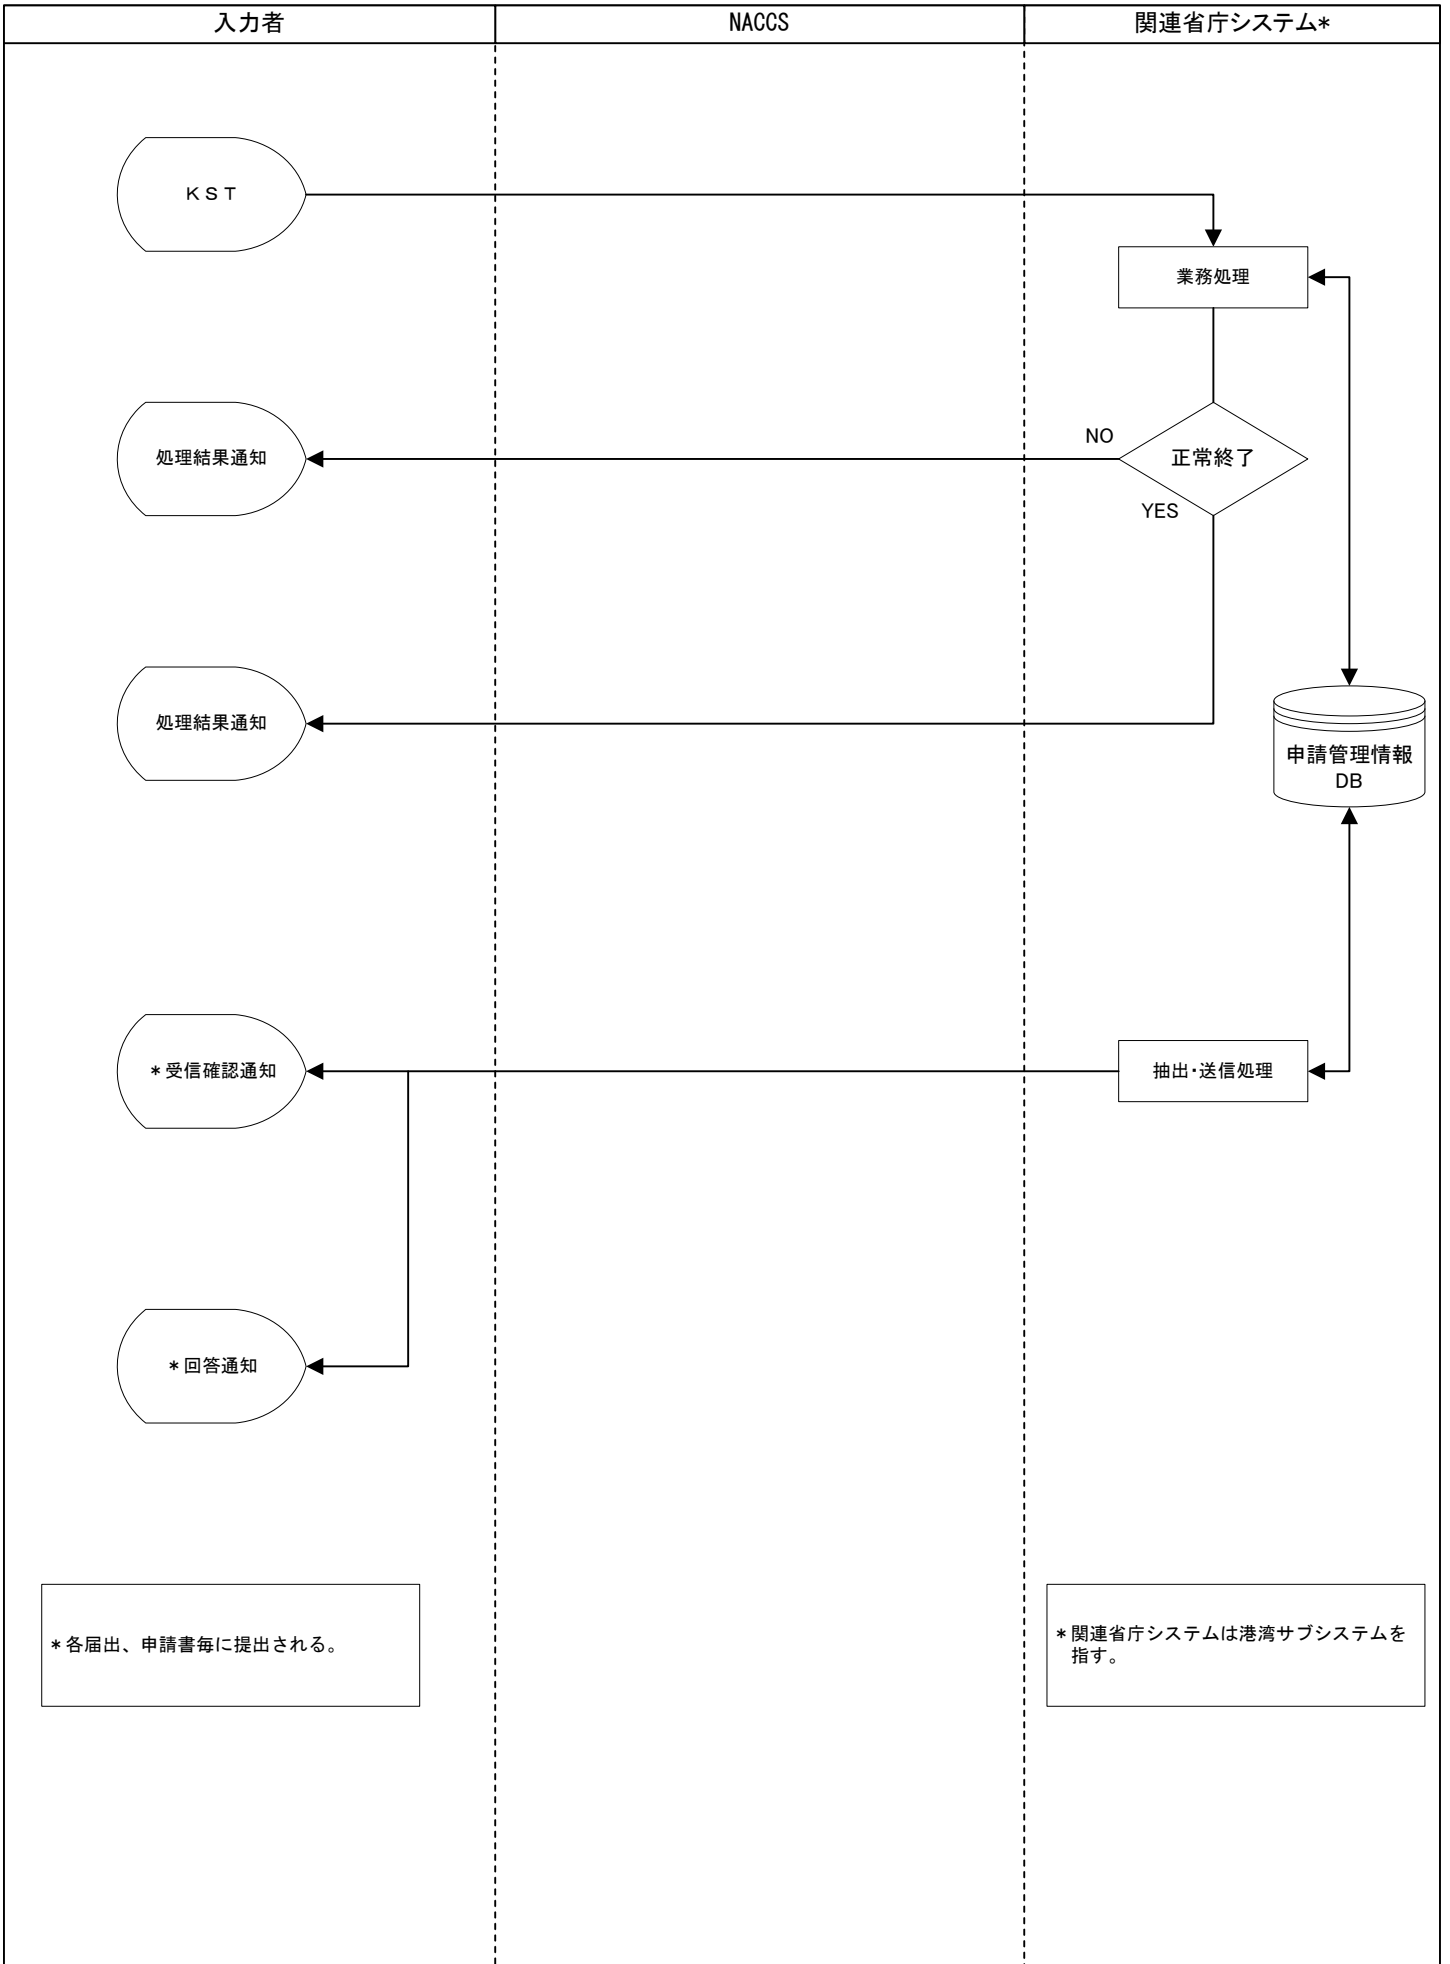 入力者
NACCS
関連省庁システム*
ＫＳＴ
業務処理
処理結果通知
NO
正常終了
YES
処理結果通知
申請管理情報
DB
*受信確認通知
抽出・送信処理
*回答通知
*各届出、申請書毎に提出される。
*関連省庁システムは港湾サブシステムを
指す。